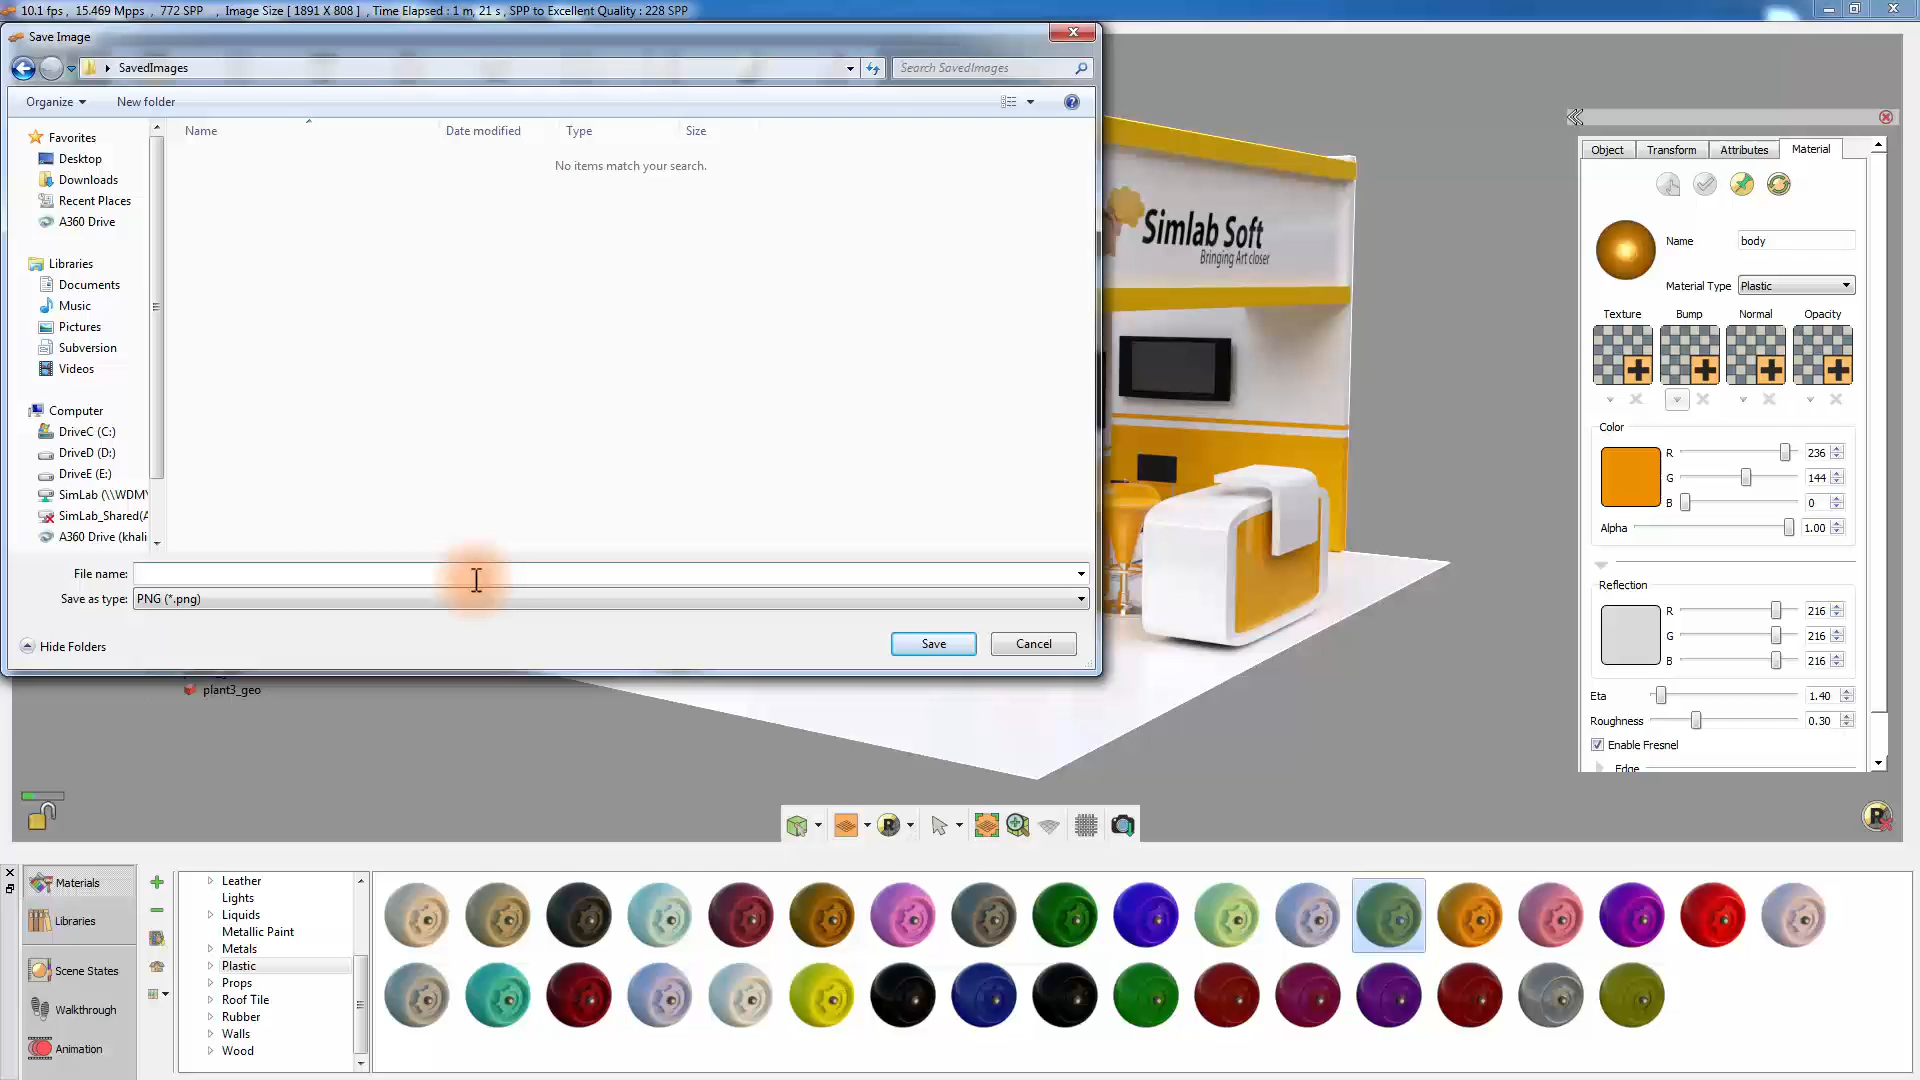 10.1 fps , 15.469 Mpps , 772 SPP , Image Size [ 1891 X 808 ] , Time Elapsed : 1 m, 21 s , SPP to Excellent Quality : 228 SPP
Save Image
SavedImages
Search SavedImages
Organize
New folder
Name
Date modified
Type
Size
No items match your search.
Favorites
Desktop
Downloads
Recent Places
A360 Drive
Libraries
Documents
Music
Pictures
Subversion
Videos
Computer
DriveC (C:)
DriveD (D:)
DriveE (E:)
SimLab (\\WDMY
SimLab_Shared(A
A360 Drive (khali
File name:
Save as type:
PNG (*.png)
Hide Folders
Save
Cancel
plant3_geo
Simlab Soft
Bringing Art closer
Object
Transform
Attributes
Material
Name
body
Material Type
Plastic
Texture
Bump
Normal
Opacity
Color
R
236
G
144
B
0
Alpha
1.00
Reflection
R
216
G
216
B
216
Eta
1.40
Roughness
0.30
Enable Fresnel
Edge
R
R
Materials
Libraries
Scene States
Walkthrough
Animation
Leather
Lights
Liquids
Metallic Paint
Metals
Plastic
Props
Roof Tile
Rubber
Walls
Wood